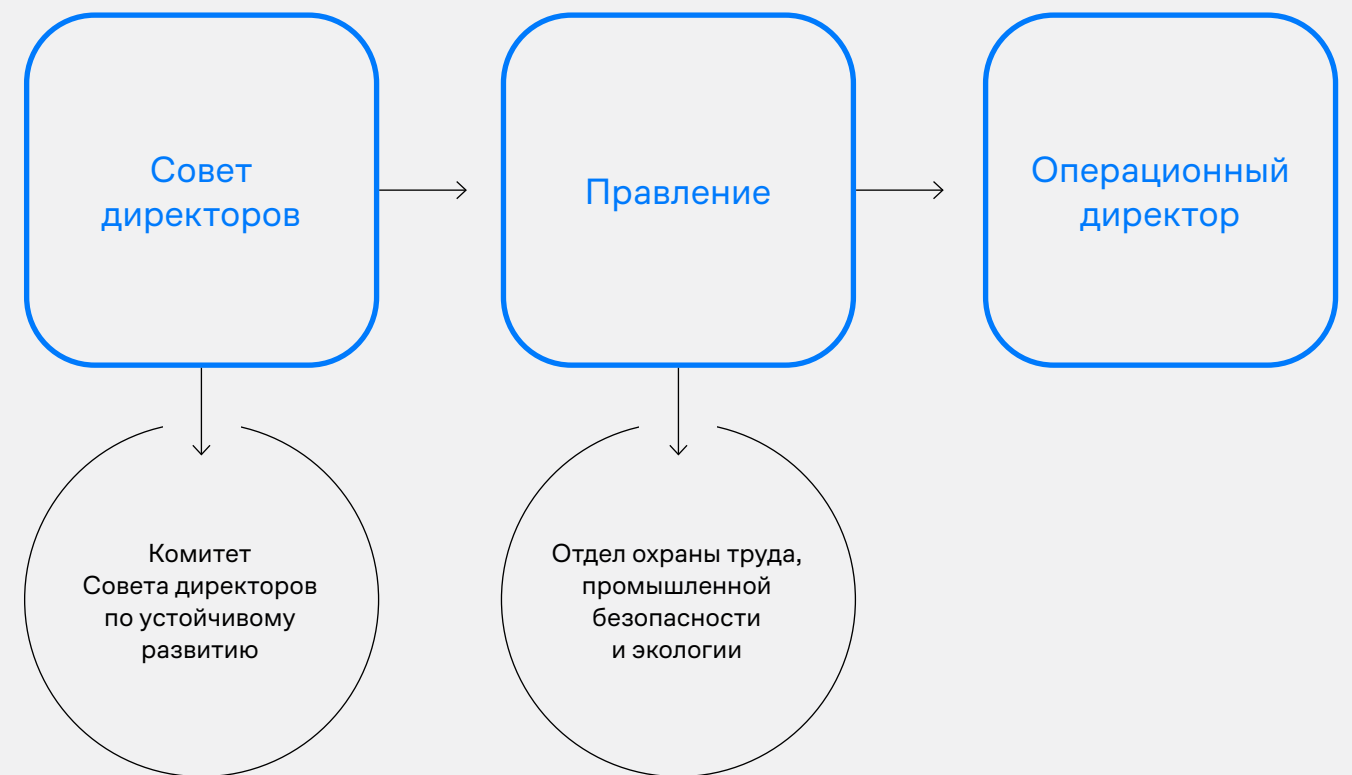 Совет
директоров
Правление
Операционный
директор
Комитет
Совета директоров
по устойчивому
развитию
Отдел охраны труда,
промышленной
безопасности
и экологии